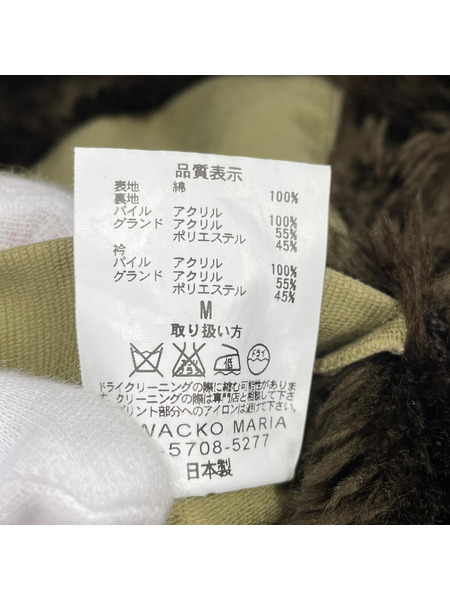 品質表示
表地 綿 100%
裏地
パイル アクリル 100%
グランド アクリル 55%
ポリエステル 45%
衿
パイル アクリル 100%
グランド アクリル 55%
ポリエステル 45%
M
取り扱い方
低 ドライ
ドライクリーニングの際に縮む可能性がありま
す。クリーニングの際は専門店と相談して下さ
プリント部分へのアイロンは避けて下さい
WACKO MARIA
-5708-5277
日本製